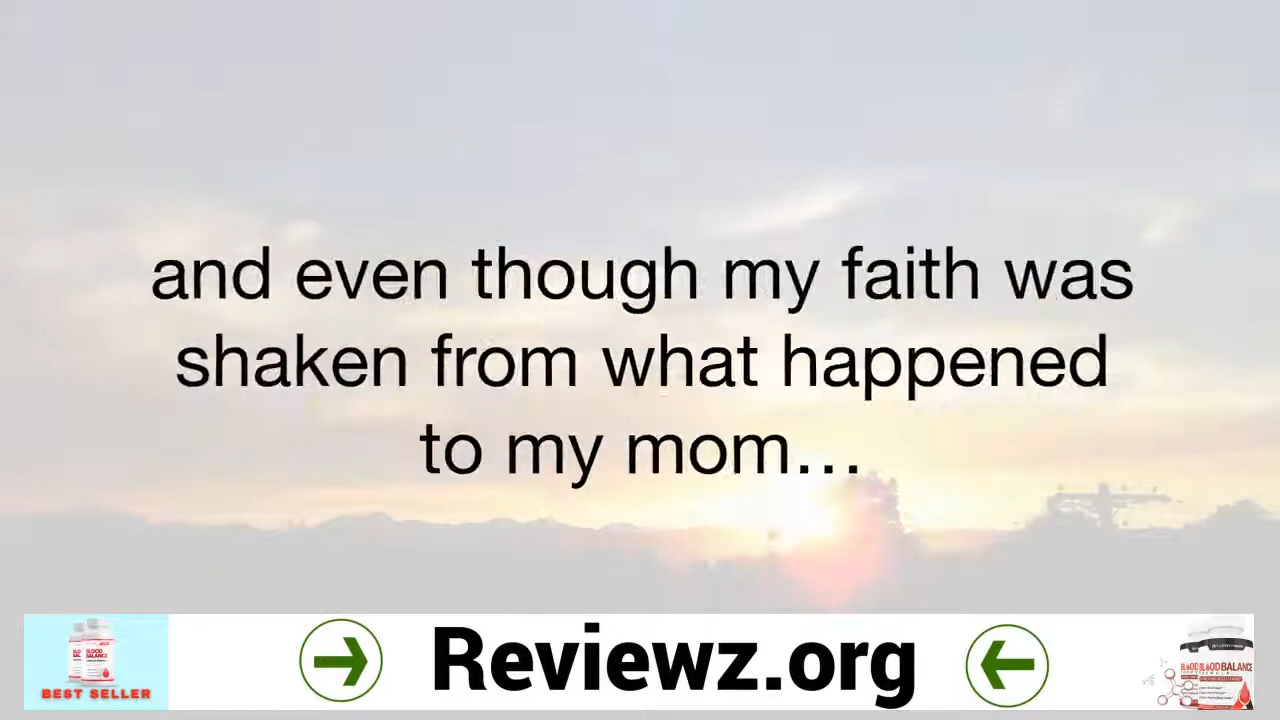 and even though my faith was
shaken from what happened
to my mom…
Reviewz.org
BEST SELLER
BLOOD
BALANCE
BLOOD BLOOD BALANCE